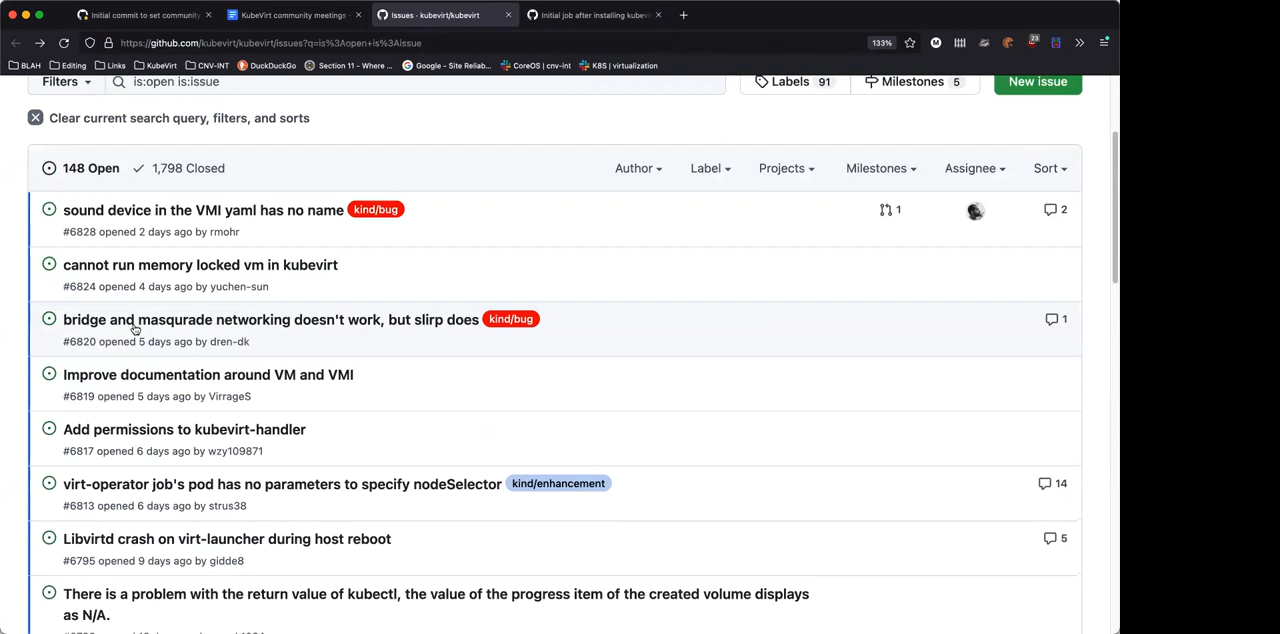 Initial commit to set community
KubeVirt community meetings -
Issues · kubevirt/kubevirt
Initial job after installing kubevi
https://github.com/kubevirt/kubevirt/issues?q=is%3Aopen+is%3Aissue
133%
23
BLAH
Editing
Links
KubeVirt
CNV-INT
DuckDuckGo
Section 11 - Where ...
Google - Site Reliab...
CoreOS | cnv-int
K8S | virtualization
Filters
is:open is:issue
Labels 91
Milestones 5
New issue
Clear current search query, filters, and sorts
148 Open
1,798 Closed
Author
Label
Projects
Milestones
Assignee
Sort
sound device in the VMI yaml has no name kind/bug
1
2
#6828 opened 2 days ago by rmohr
cannot run memory locked vm in kubevirt
#6824 opened 4 days ago by yuchen-sun
bridge and masqurade networking doesn't work, but slirp does kind/bug
1
#6820 opened 5 days ago by dren-dk
Improve documentation around VM and VMI
#6819 opened 5 days ago by VirrageS
Add permissions to kubevirt-handler
#6817 opened 6 days ago by wzy109871
virt-operator job's pod has no parameters to specify nodeSelector kind/enhancement
14
#6813 opened 6 days ago by strus38
Libvirtd crash on virt-launcher during host reboot
5
#6795 opened 9 days ago by gidde8
There is a problem with the return value of kubectl, the value of the progress item of the created volume displays
as N/A.